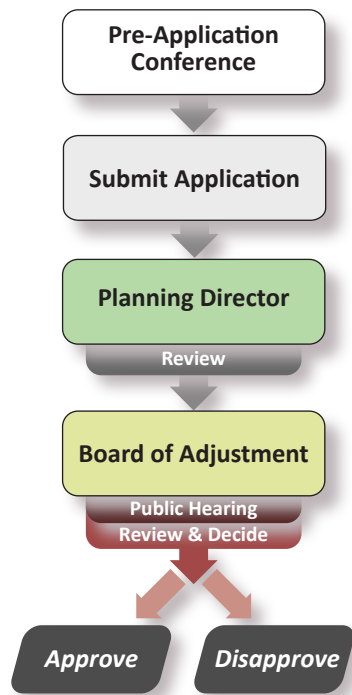 Pre-Application
Conference
Submit Application
Planning Director
Review
Board of Adjustment
Public Hearing
Review & Decide
Approve
Disapprove